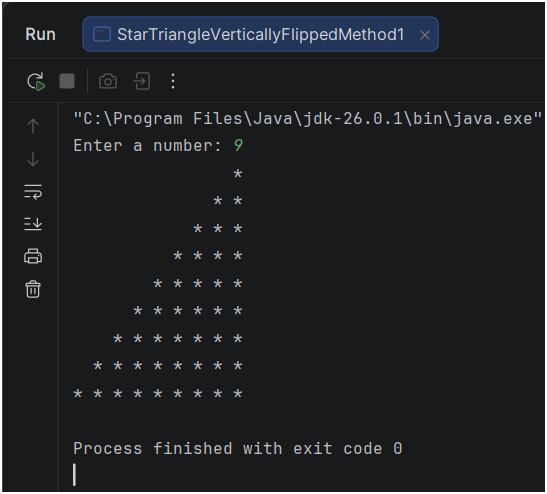 Run StarTriangleVerticallyFlippedMethod1
"C:\Program Files\Java\jdk-26.0.1\bin\java.exe"
Enter a number: 9
                *
              * *
            * * *
          * * * *
        * * * * *
      * * * * * *
    * * * * * * *
  * * * * * * * *
* * * * * * * * *
Process finished with exit code 0